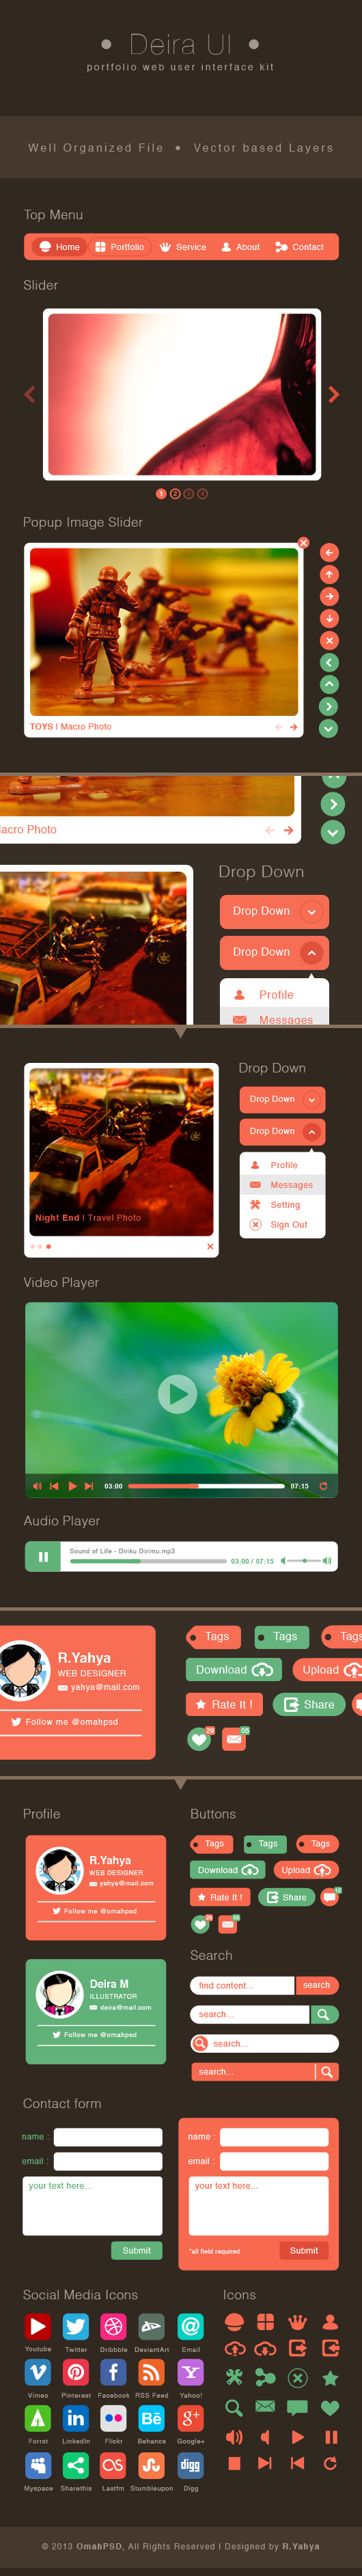 • Deira UI •
portfolio web user interface kit
Well Organized File • Vector based Layers
Top Menu
Home Portfolio Service About Contact
Slider
1 2 3 4
Popup Image Slider
TOYS | Macro Photo
acro Photo
Drop Down
Drop Down
Drop Down
Profile
Messages
Drop Down
Drop Down
Drop Down
Profile
Messages
Setting
Sign Out
Night End | Travel Photo
Video Player
03:00 07:15
Audio Player
Sound of Life - Diriku Dirimu.mp3
03:00 / 07:15
R.Yahya
WEB DESIGNER
yahya@mail.com
Follow me @omahpsd
Tags Tags Tags
Download Upload
Rate It ! Share
29 05
Profile
R.Yahya
WEB DESIGNER
yahya@mail.com
Follow me @omahpsd
Deira M
ILLUSTRATOR
deira@mail.com
Follow me @omahpsd
Buttons
Tags Tags Tags
Download Upload
Rate It ! Share 12
29 05
Search
find content... search
search...
search...
search...
Contact form
name :
email :
your text here...
Submit
name :
email :
your text here...
*all field required Submit
Social Media Icons
Youtube Twitter Dribbble DeviantArt Email
Vimeo Pinterest Facebook RSS Feed Yahoo!
Forrst LinkedIn Flickr Behance Google+
Myspace Sharethis Lastfm Stumbleupon Digg
Icons
© 2013 OmahPSD, All Rights Reserved | Designed by R.Yahya